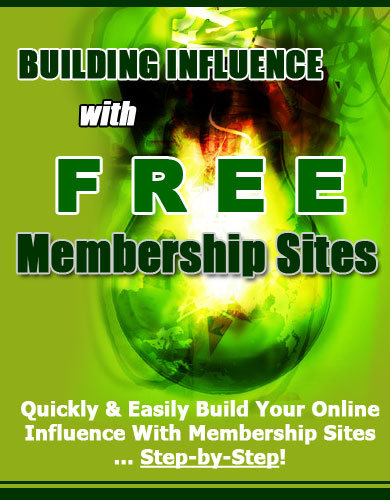 BUILDING INFLUENCE
with
FREE
Membership Sites
Quickly & Easily Build Your Online
Influence With Membership Sites
... Step-by-Step!